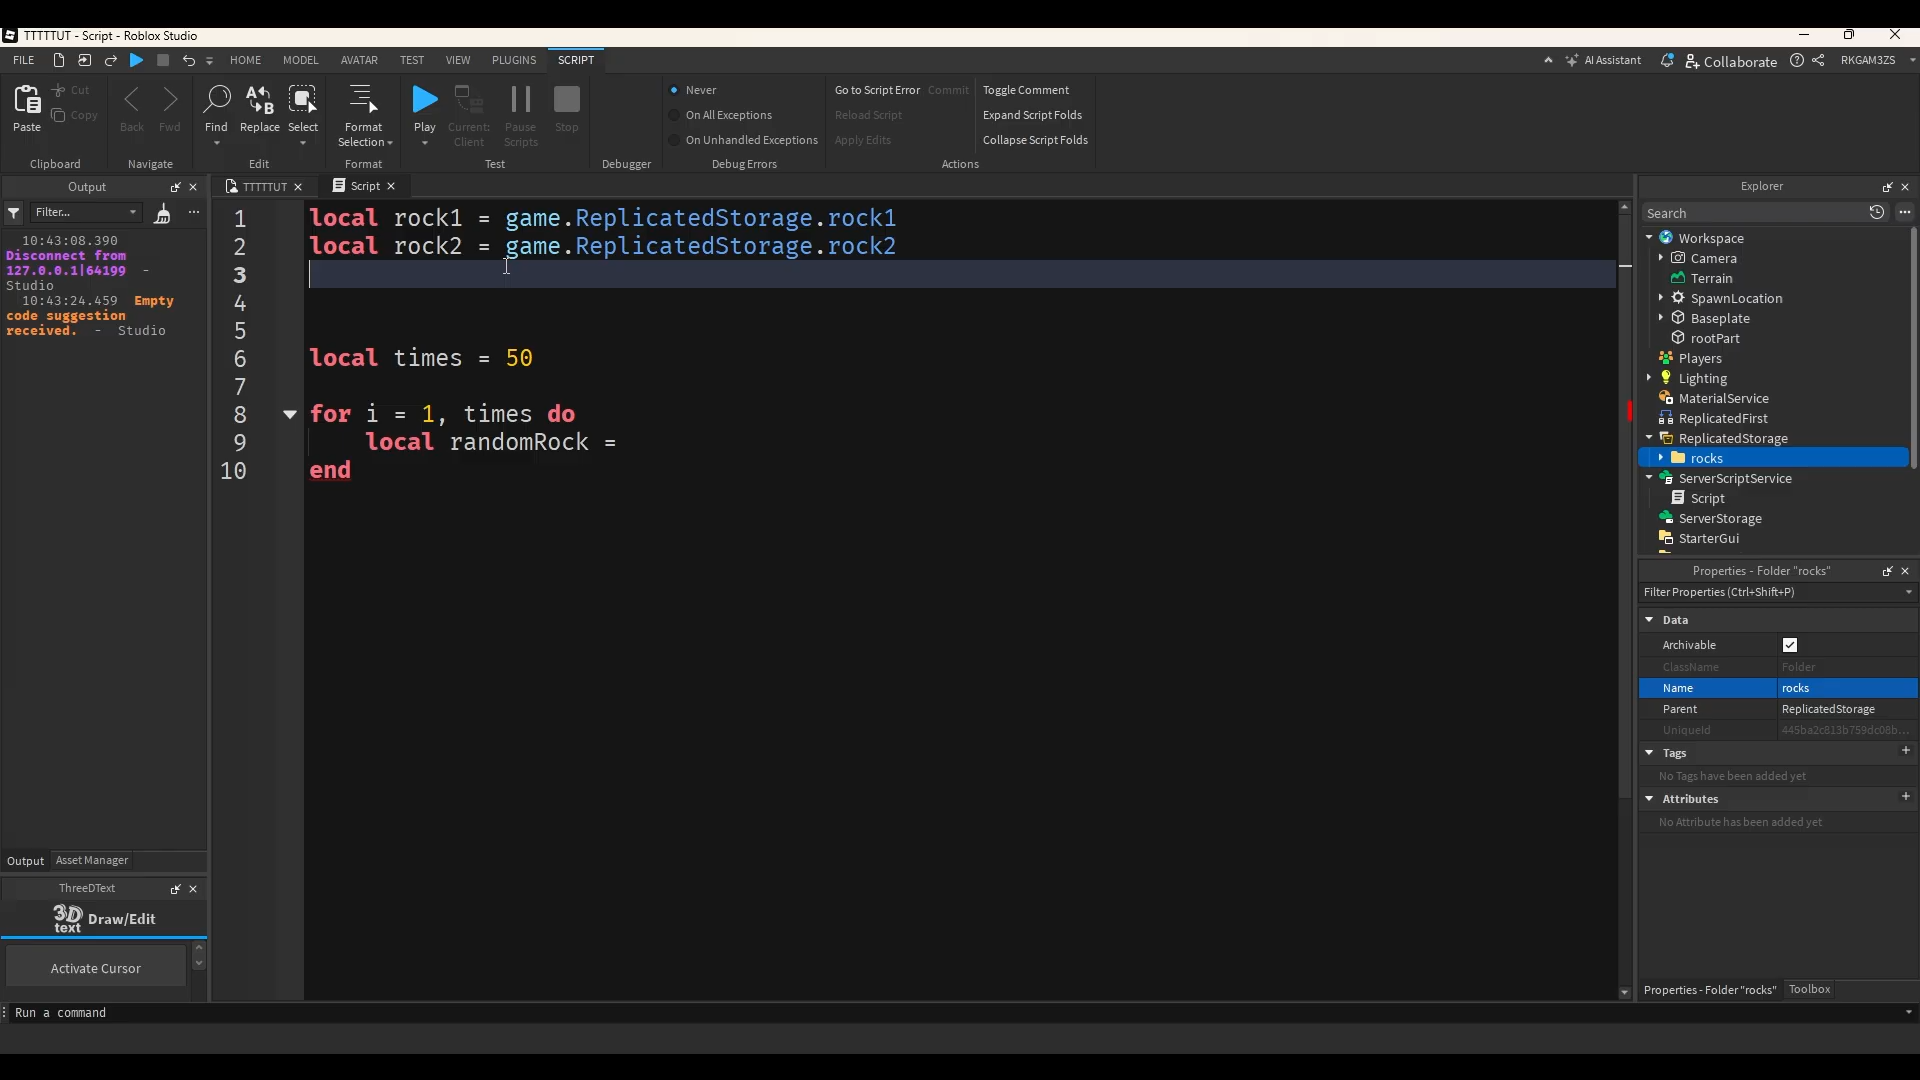 TTTTTUT - Script - Roblox Studio
FILE HOME MODEL AVATAR TEST VIEW PLUGINS SCRIPT AI Assistant Collaborate RKGAM3ZS
Paste Cut Copy
Clipboard
Back Fwd
Navigate
Find Replace Select
Edit
Format Selection
Format
Play Current: Client Pause Scripts Stop
Test
Debugger
Never
On All Exceptions
On Unhandled Exceptions
Debug Errors
Go to Script Error Commit
Reload Script
Apply Edits
Toggle Comment
Expand Script Folds
Collapse Script Folds
Actions
Output
Filter...
10:43:08.390
Disconnect from
127.0.0.1|64199 -
Studio
10:43:24.459 Empty
code suggestion
received. - Studio
Output Asset Manager
ThreeDText
3D text Draw/Edit
Activate Cursor
TTTTTUT Script
1 local rock1 = game.ReplicatedStorage.rock1
2 local rock2 = game.ReplicatedStorage.rock2
3
4
5
6 local times = 50
7
8 for i = 1, times do
9 local randomRock =
10 end
Explorer
Search
Workspace
Camera
Terrain
SpawnLocation
Baseplate
rootPart
Players
Lighting
MaterialService
ReplicatedFirst
ReplicatedStorage
rocks
ServerScriptService
Script
ServerStorage
StarterGui
Properties - Folder "rocks"
Filter Properties (Ctrl+Shift+P)
Data
Archivable
ClassName Folder
Name rocks
Parent ReplicatedStorage
UniqueId 445ba2c813b759dc06b...
Tags +
No Tags have been added yet
Attributes +
No Attribute has been added yet
Properties - Folder "rocks" Toolbox
Run a command